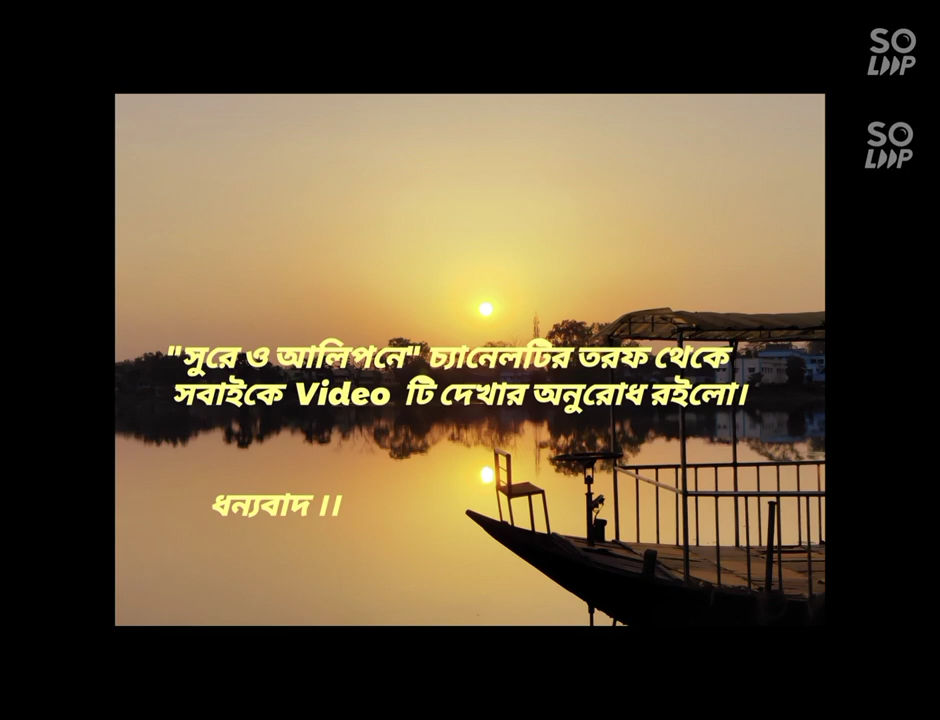 SO
LOOP
SO
LOOP
"সুরে ও আলিপনে" চ্যানেলটির তরফ থেকে
সবাইকে Video টি দেখার অনুরোধ রইলো।
ধন্যবাদ ।।